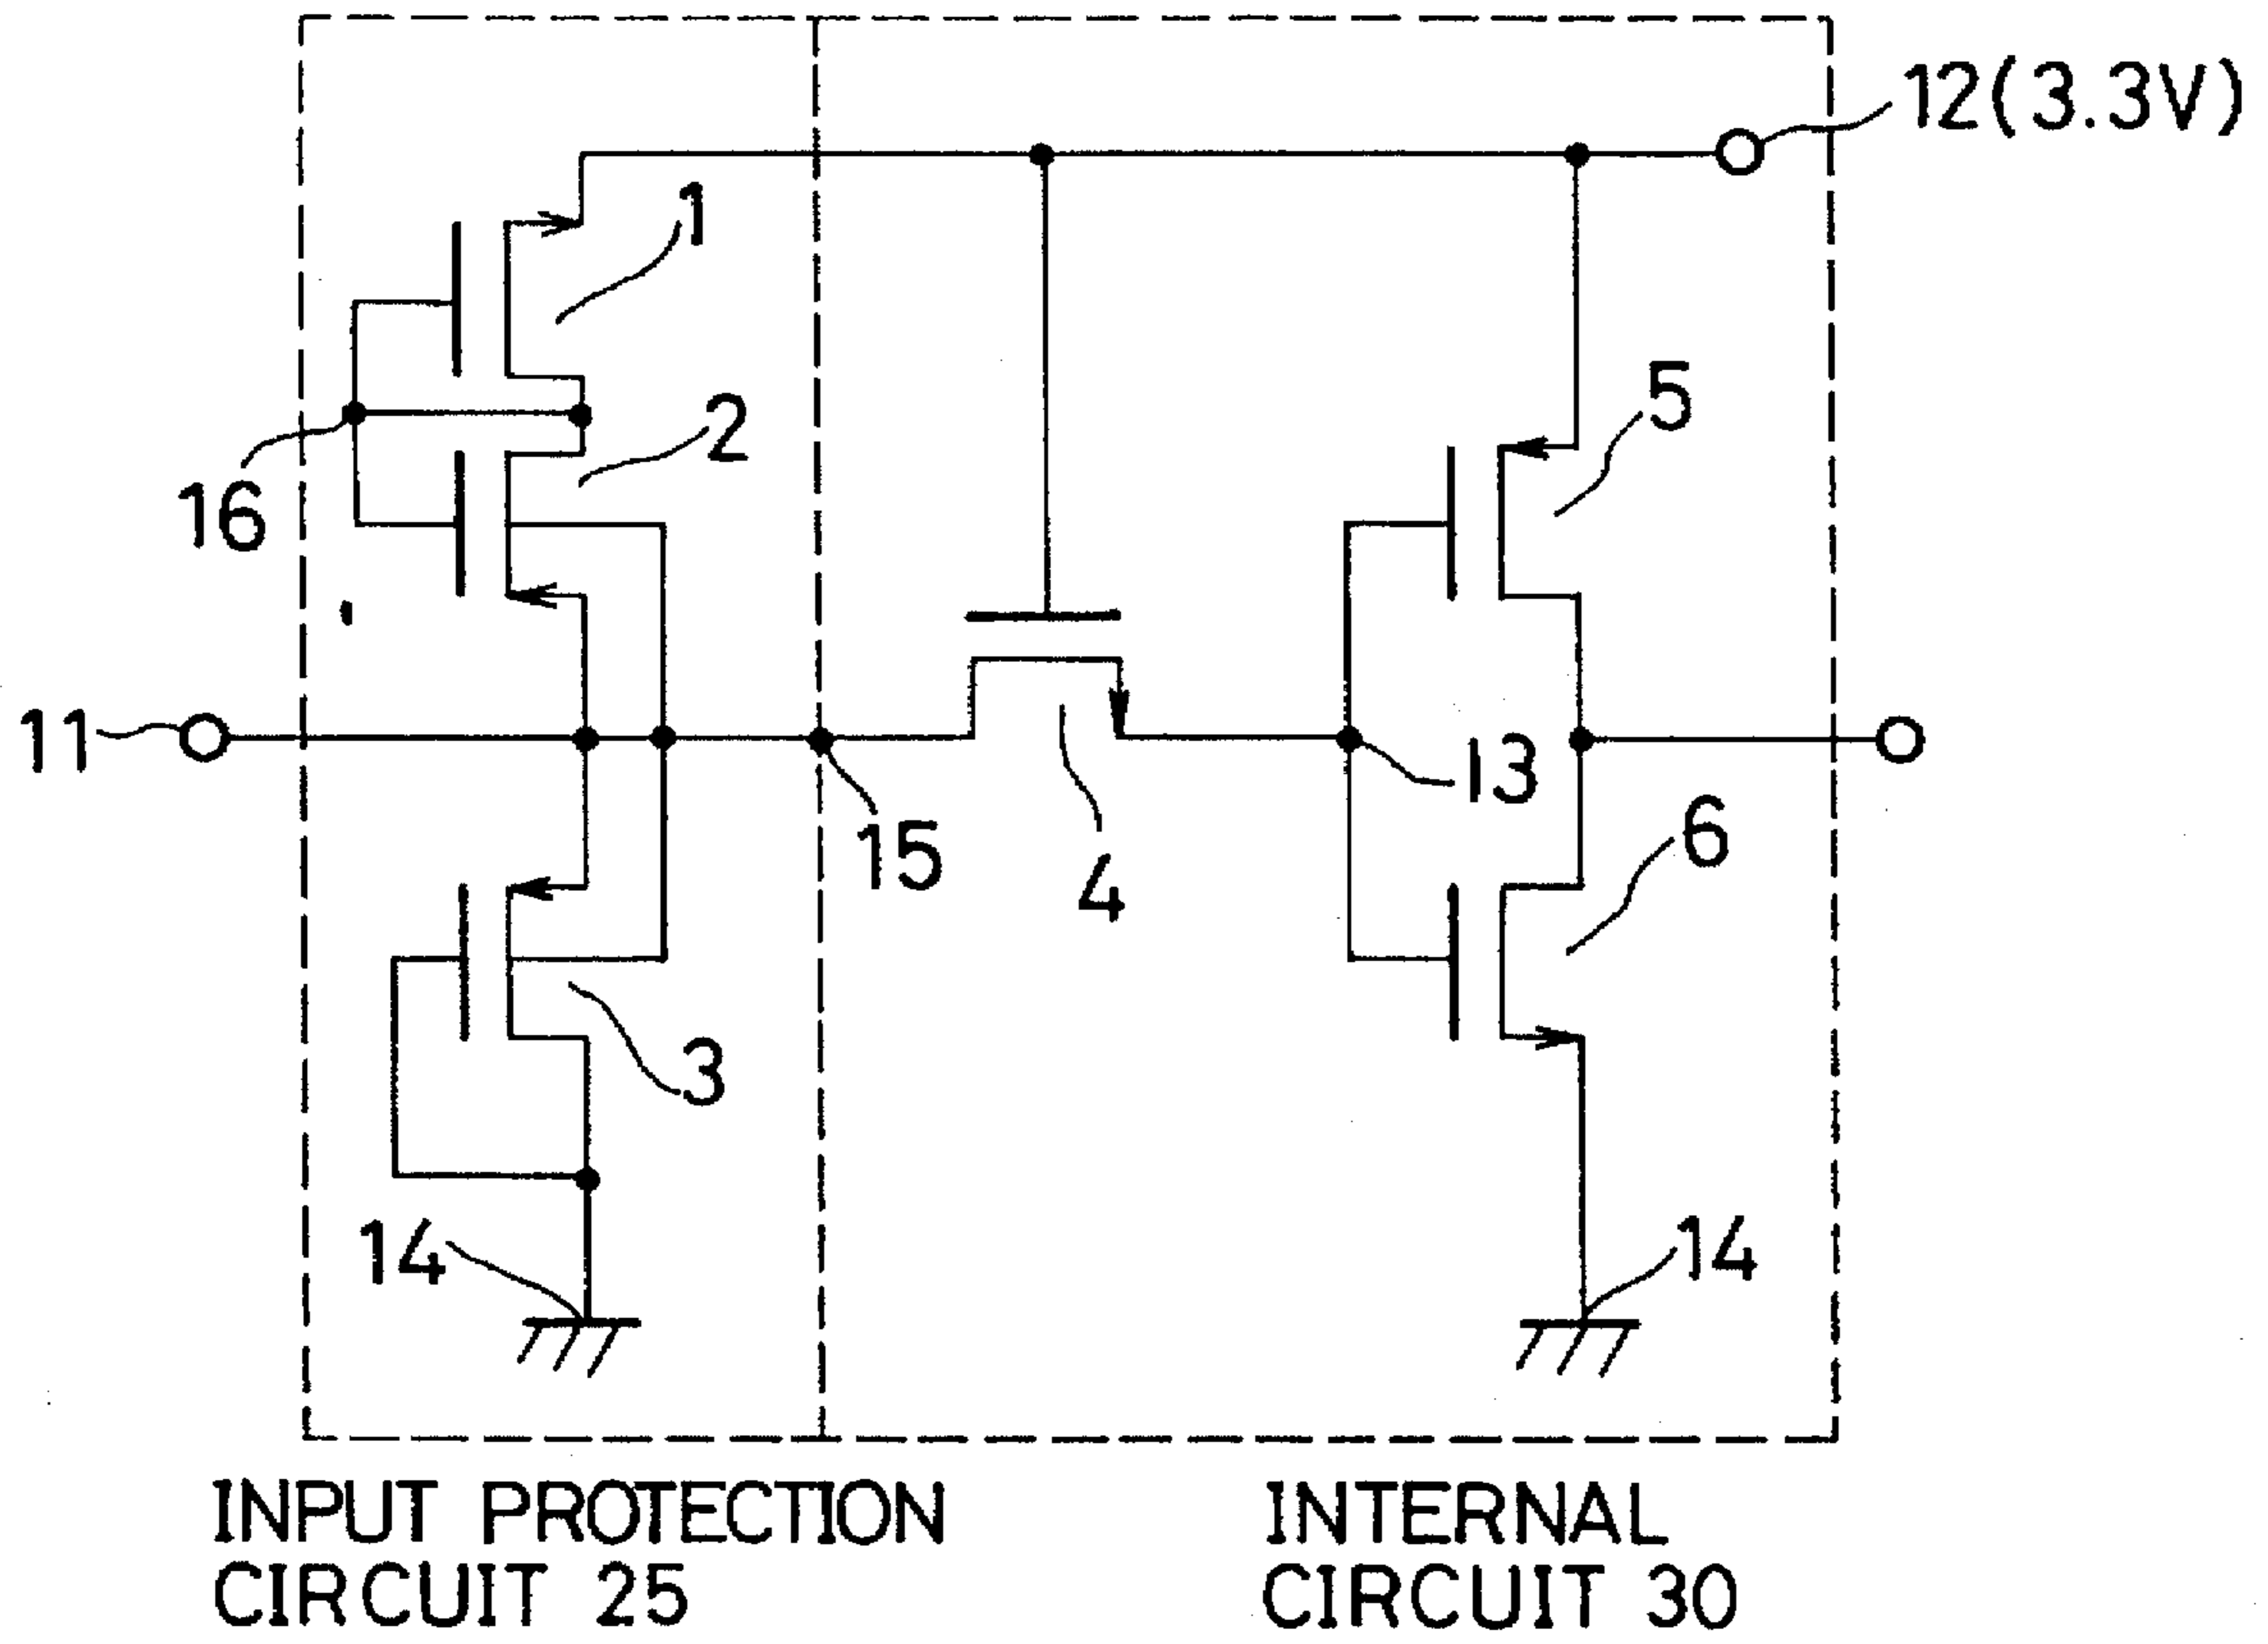 12(3.3V)
1
2
5
16
11
13
15
4
6
3
14
14
INPUT PROTECTION
CIRCUIT 25
INTERNAL
CIRCUIT 30